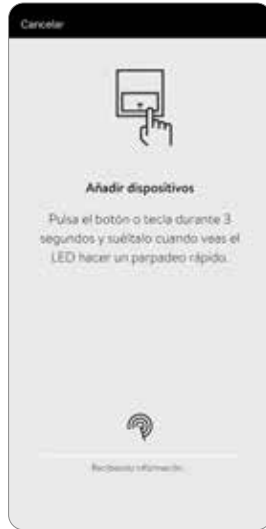 Cancelar
Añadir dispositivos
Pulsa el botón o tecla durante 3
segundos y suéltalo cuando veas el
LED hacer un parpadeo rápido.
Recibiendo información